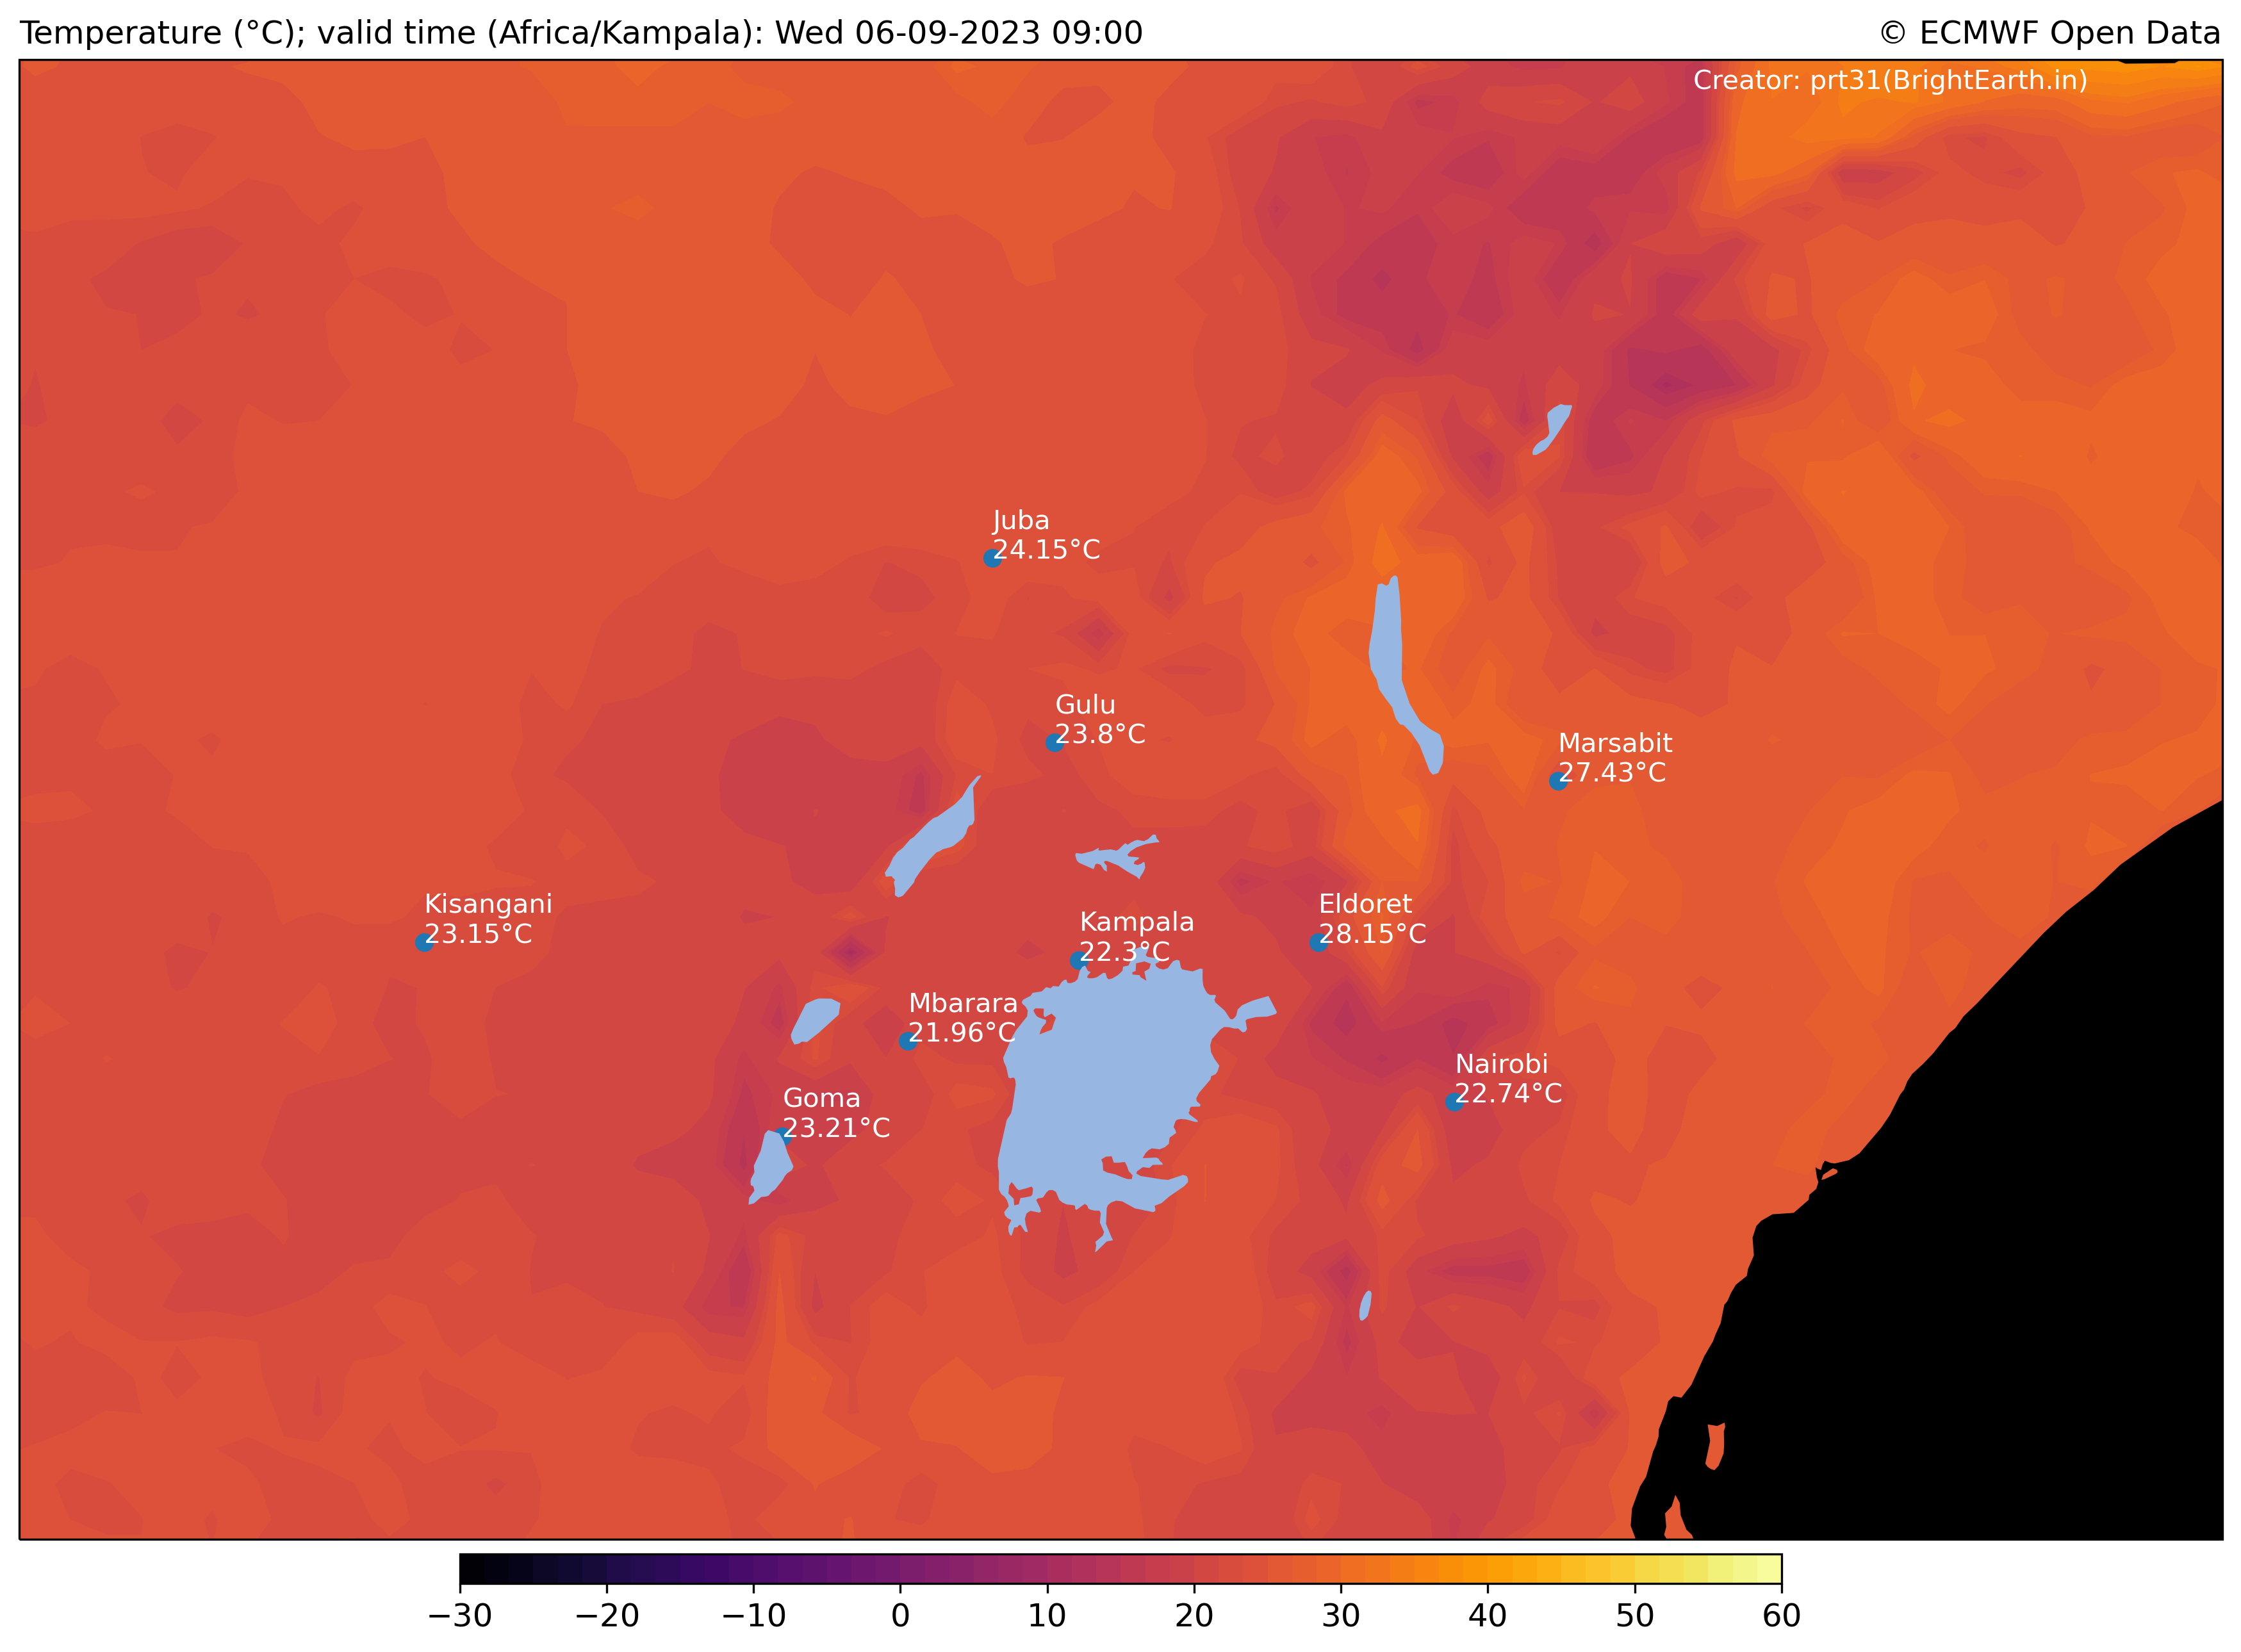 Temperature (°C); valid time (Africa/Kampala): Wed 06-09-2023 09:00
© ECMWF Open Data
Creator: prt31(BrightEarth.in)
Juba
24.15°C
Gulu
23.8°C
Marsabit
27.43°C
Kisangani
23.15°C
Kampala
22.3°C
Eldoret
28.15°C
Mbarara
21.96°C
Nairobi
22.74°C
Goma
23.21°C
−30 −20 −10 0 10 20 30 40 50 60